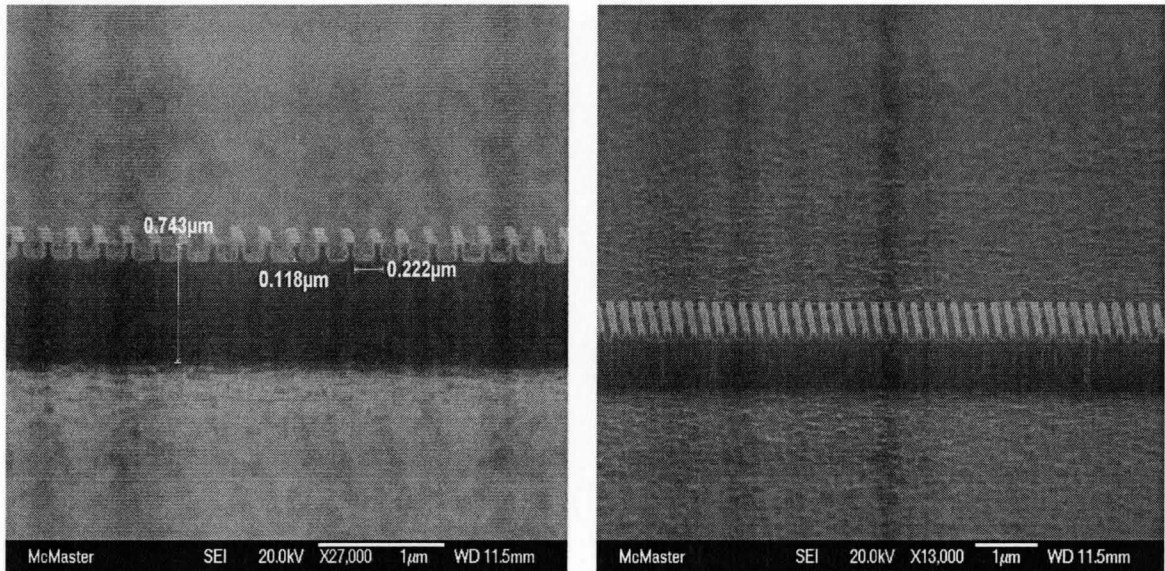 0.743μm
0.118μm
0.222μm
McMaster SEI 20.0kV X27,000 1μm WD 11.5mm
McMaster SEI 20.0kV X13,000 1μm WD 11.5mm